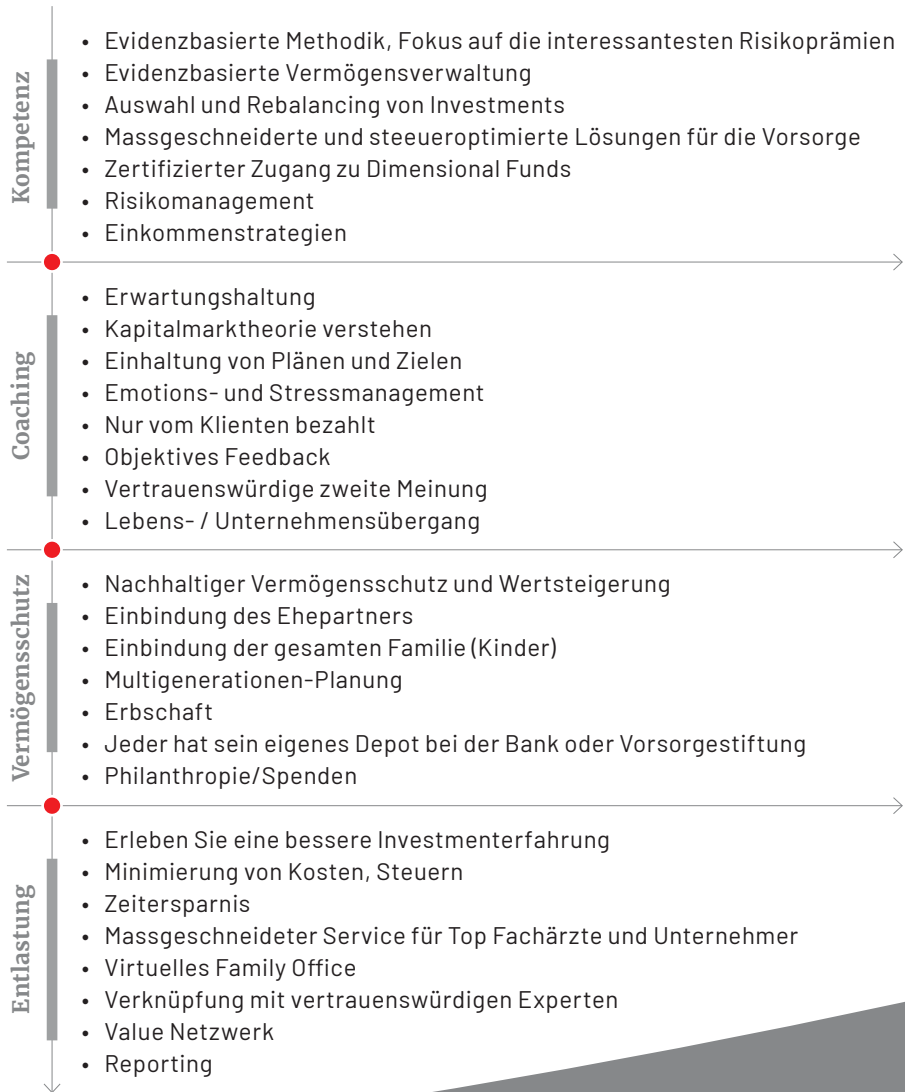 Kompetenz
• Evidenzbasierte Methodik, Fokus auf die interessantesten Risikoprämien
• Evidenzbasierte Vermögensverwaltung
• Auswahl und Rebalancing von Investments
• Massgeschneiderte und steeueroptimierte Lösungen für die Vorsorge
• Zertifizierter Zugang zu Dimensional Funds
• Risikomanagement
• Einkommenstrategien
Coaching
• Erwartungshaltung
• Kapitalmarktheorie verstehen
• Einhaltung von Plänen und Zielen
• Emotions- und Stressmanagement
• Nur vom Klienten bezahlt
• Objektives Feedback
• Vertrauenswürdige zweite Meinung
• Lebens- / Unternehmensübergang
Vermögensschutz
• Nachhaltiger Vermögensschutz und Wertsteigerung
• Einbindung des Ehepartners
• Einbindung der gesamten Familie (Kinder)
• Multigenerationen-Planung
• Erbschaft
• Jeder hat sein eigenes Depot bei der Bank oder Vorsorgestiftung
• Philanthropie/Spenden
Entlastung
• Erleben Sie eine bessere Investmenterfahrung
• Minimierung von Kosten, Steuern
• Zeitersparnis
• Massgeschneideter Service für Top Fachärzte und Unternehmer
• Virtuelles Family Office
• Verknüpfung mit vertrauenswürdigen Experten
• Value Netzwerk
• Reporting